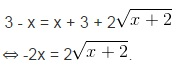 3 - x = x + 3 + 2√(x + 2)
⇔ -2x = 2√(x + 2).